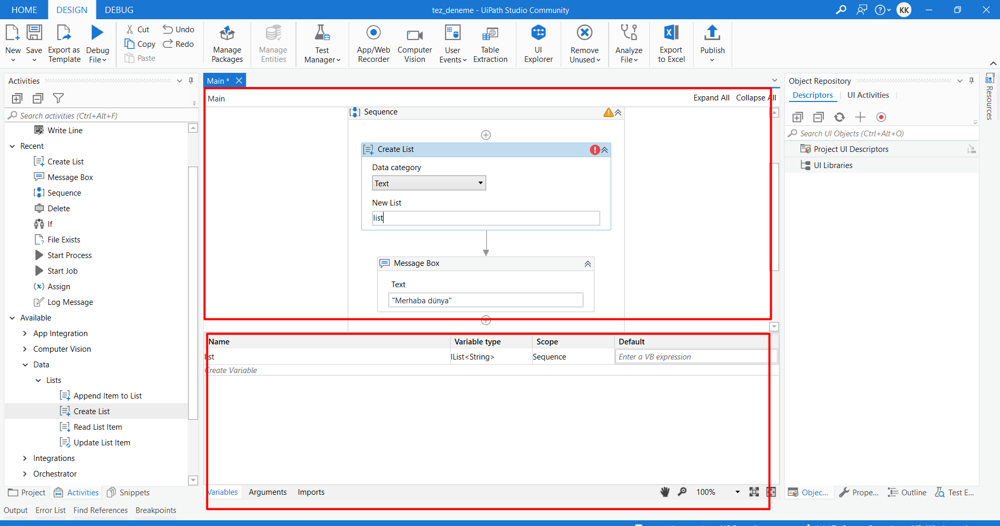 HOME DESIGN DEBUG tez_deneme - UiPath Studio Community KK
New Save Export as Template Debug File Cut Copy Paste Undo Redo Manage Packages Manage Entities Test Manager App/Web Recorder Computer Vision User Events Table Extraction UI Explorer Remove Unused Analyze File Export to Excel Publish
Activities
Search activities (Ctrl+Alt+F)
Write Line
Recent
Create List
Message Box
Sequence
Delete
If
File Exists
Start Process
Start Job
Assign
Log Message
Available
App Integration
Computer Vision
Data
Lists
Append Item to List
Create List
Read List Item
Update List Item
Integrations
Orchestrator
Project Activities Snippets
Main *
Main Expand All Collapse All
Sequence
Create List
Data category
Text
New List
list
Message Box
Text
"Merhaba dünya"
Name Variable type Scope Default
list IList<String> Sequence Enter a VB expression
Create Variable
Variables Arguments Imports 100%
Object Repository
Descriptors UI Activities
Search UI Objects (Ctrl+Alt+O)
Project UI Descriptors
UI Libraries
Resources
Objec... Prope... Outline Test E...
Output Error List Find References Breakpoints